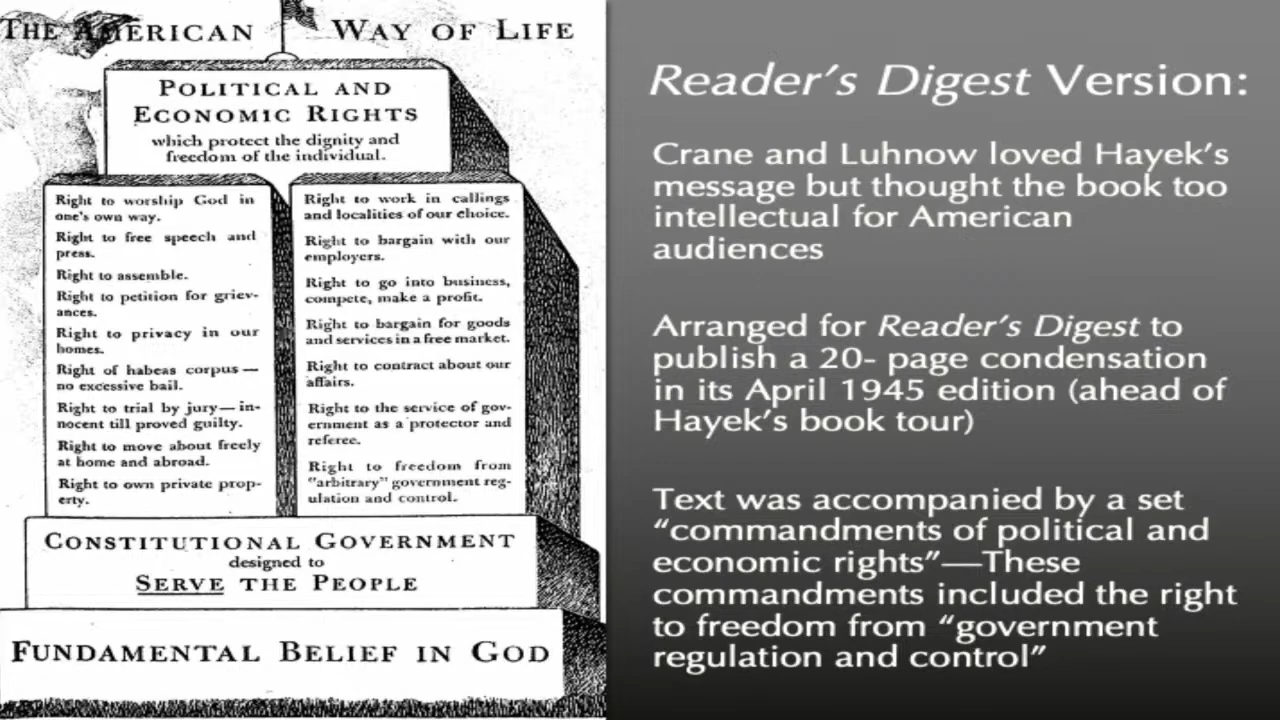 THE AMERICAN WAY OF LIFE
POLITICAL AND
ECONOMIC RIGHTS
which protect the dignity and
freedom of the individual.
Right to worship God in
one's own way.
Right to free speech and
press.
Right to assemble.
Right to petition for griev-
ances.
Right to privacy in our
homes.
Right of habeas corpus —
no excessive bail.
Right to trial by jury — in-
nocent till proved guilty.
Right to move about freely
at home and abroad.
Right to own private prop-
erty.
Right to work in callings
and localities of our choice.
Right to bargain with our
employers.
Right to go into business,
compete, make a profit.
Right to bargain for goods
and services in a free market.
Right to contract about our
affairs.
Right to the service of gov-
ernment as a protector and
referee.
Right to freedom from
"arbitrary" government reg-
ulation and control.
CONSTITUTIONAL GOVERNMENT
designed to
SERVE THE PEOPLE
FUNDAMENTAL BELIEF IN GOD
Reader's Digest Version:
Crane and Luhnow loved Hayek's
message but thought the book too
intellectual for American
audiences
Arranged for Reader's Digest to
publish a 20- page condensation
in its April 1945 edition (ahead of
Hayek's book tour)
Text was accompanied by a set
“commandments of political and
economic rights”—These
commandments included the right
to freedom from “government
regulation and control”